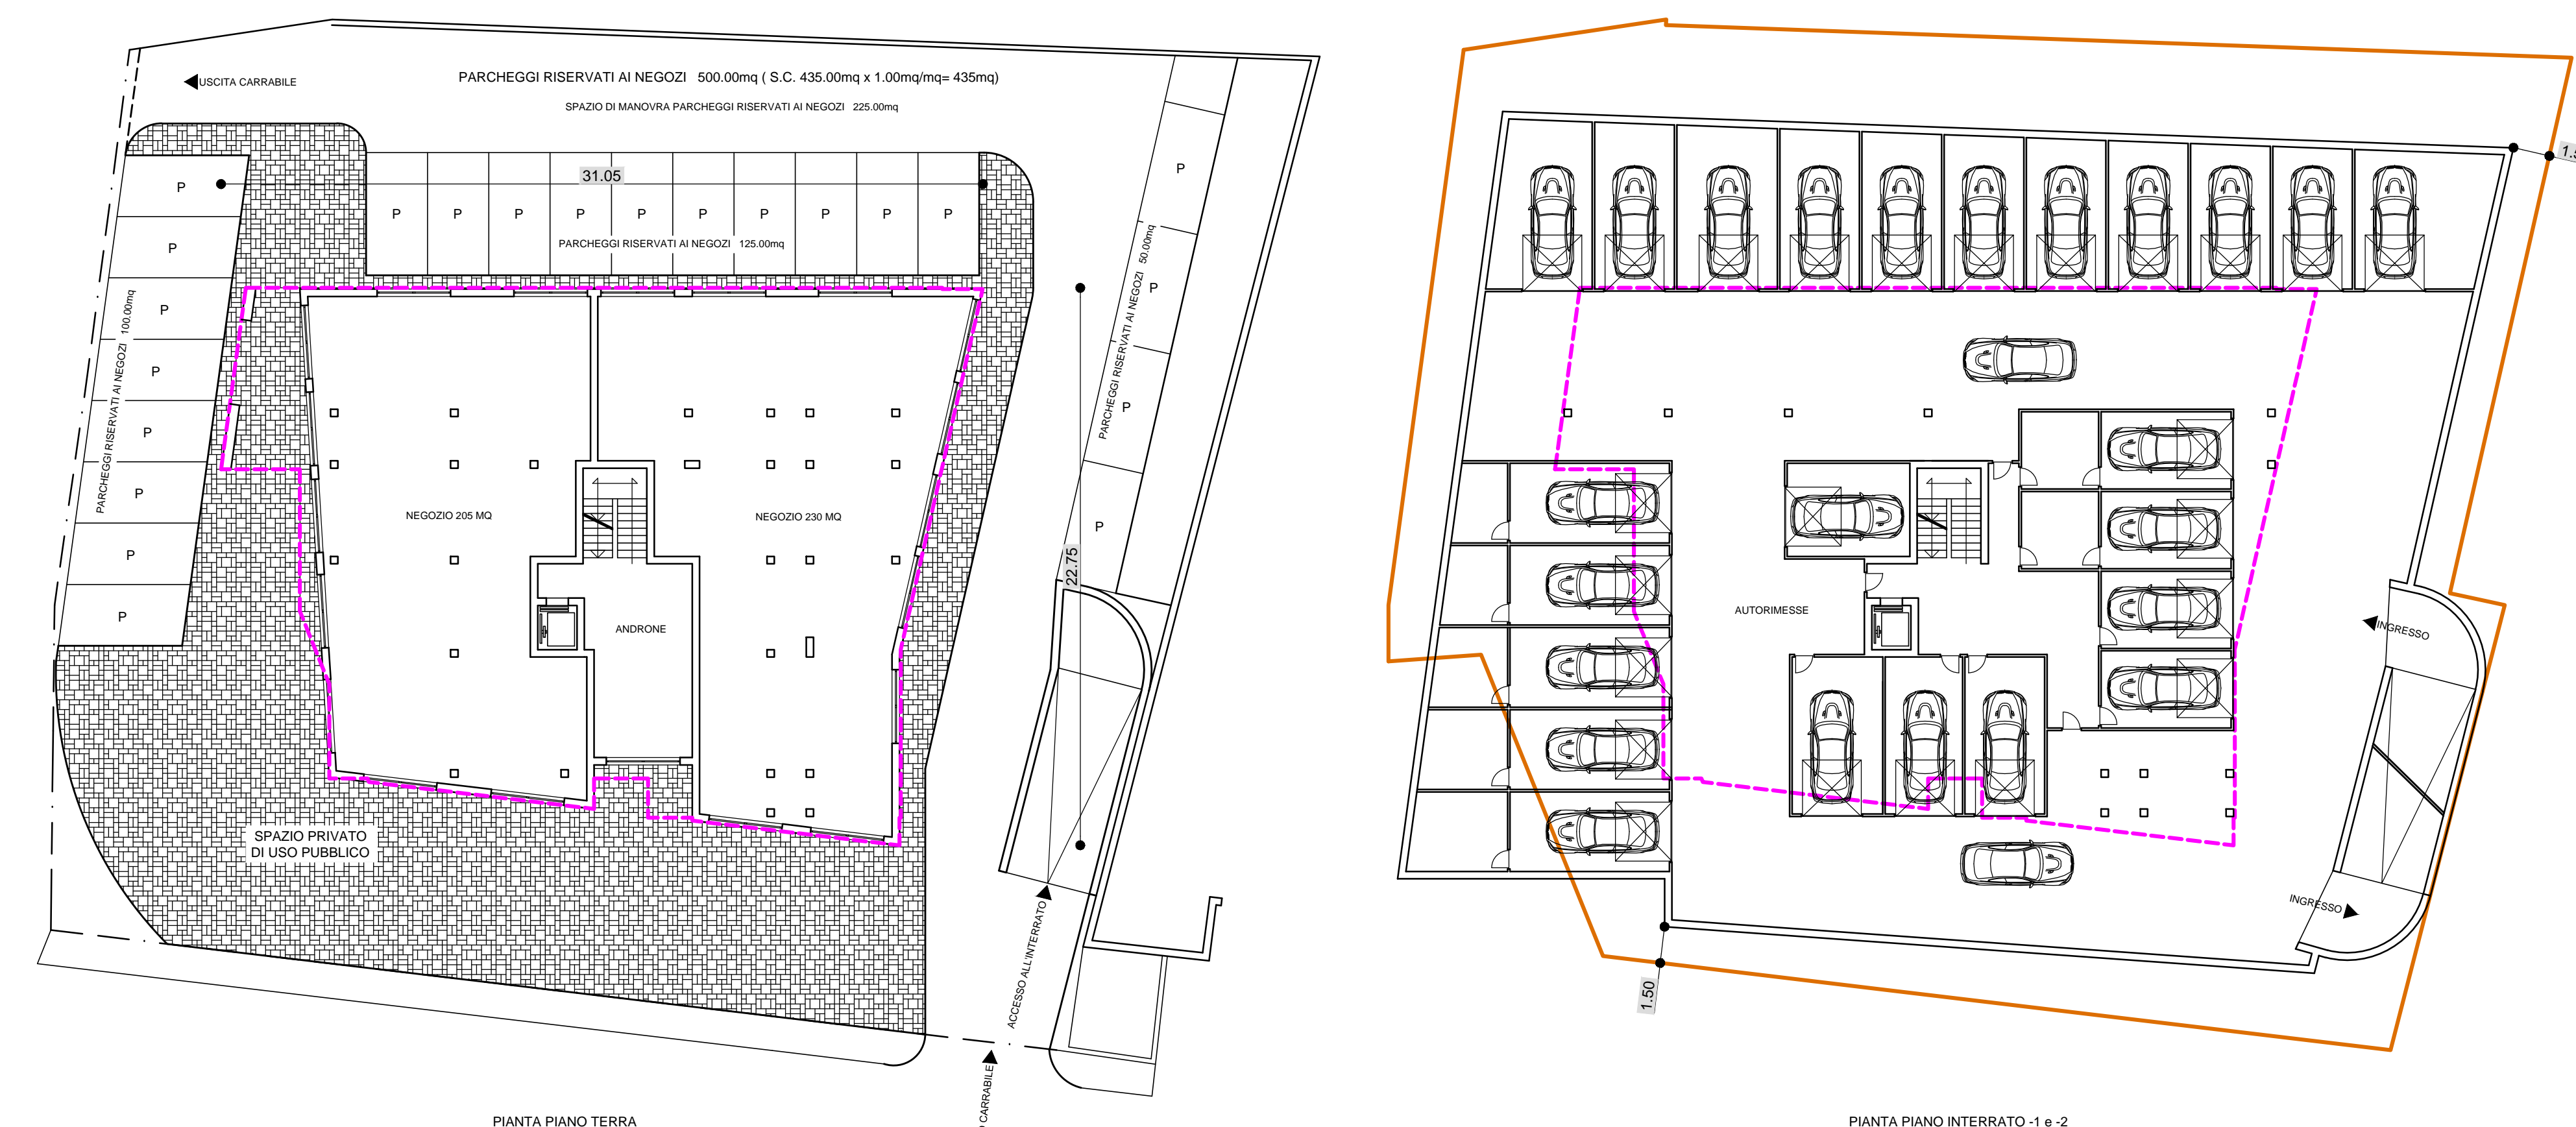 USCITA CARRABILE
PARCHEGGI RISERVATI AI NEGOZI 500.00mq ( S.C. 435.00mq x 1.00mq/mq= 435mq)
SPAZIO DI MANOVRA PARCHEGGI RISERVATI AI NEGOZI 225.00mq
31.05
P
P
P
P
P
P
P
P
P
P
PARCHEGGI RISERVATI AI NEGOZI 125.00mq
P
P
P
P
P
P
P
P
PARCHEGGI RISERVATI AI NEGOZI 100.00mq
P
P
P
P
PARCHEGGI RISERVATI AI NEGOZI 50.00mq
22.75
NEGOZIO 205 MQ
NEGOZIO 230 MQ
ANDRONE
SPAZIO PRIVATO
DI USO PUBBLICO
ACCESSO ALL'INTERRATO
CARRABILE
PIANTA PIANO TERRA
AUTORIMESSE
INGRESSO
INGRESSO
1.50
PIANTA PIANO INTERRATO -1 e -2